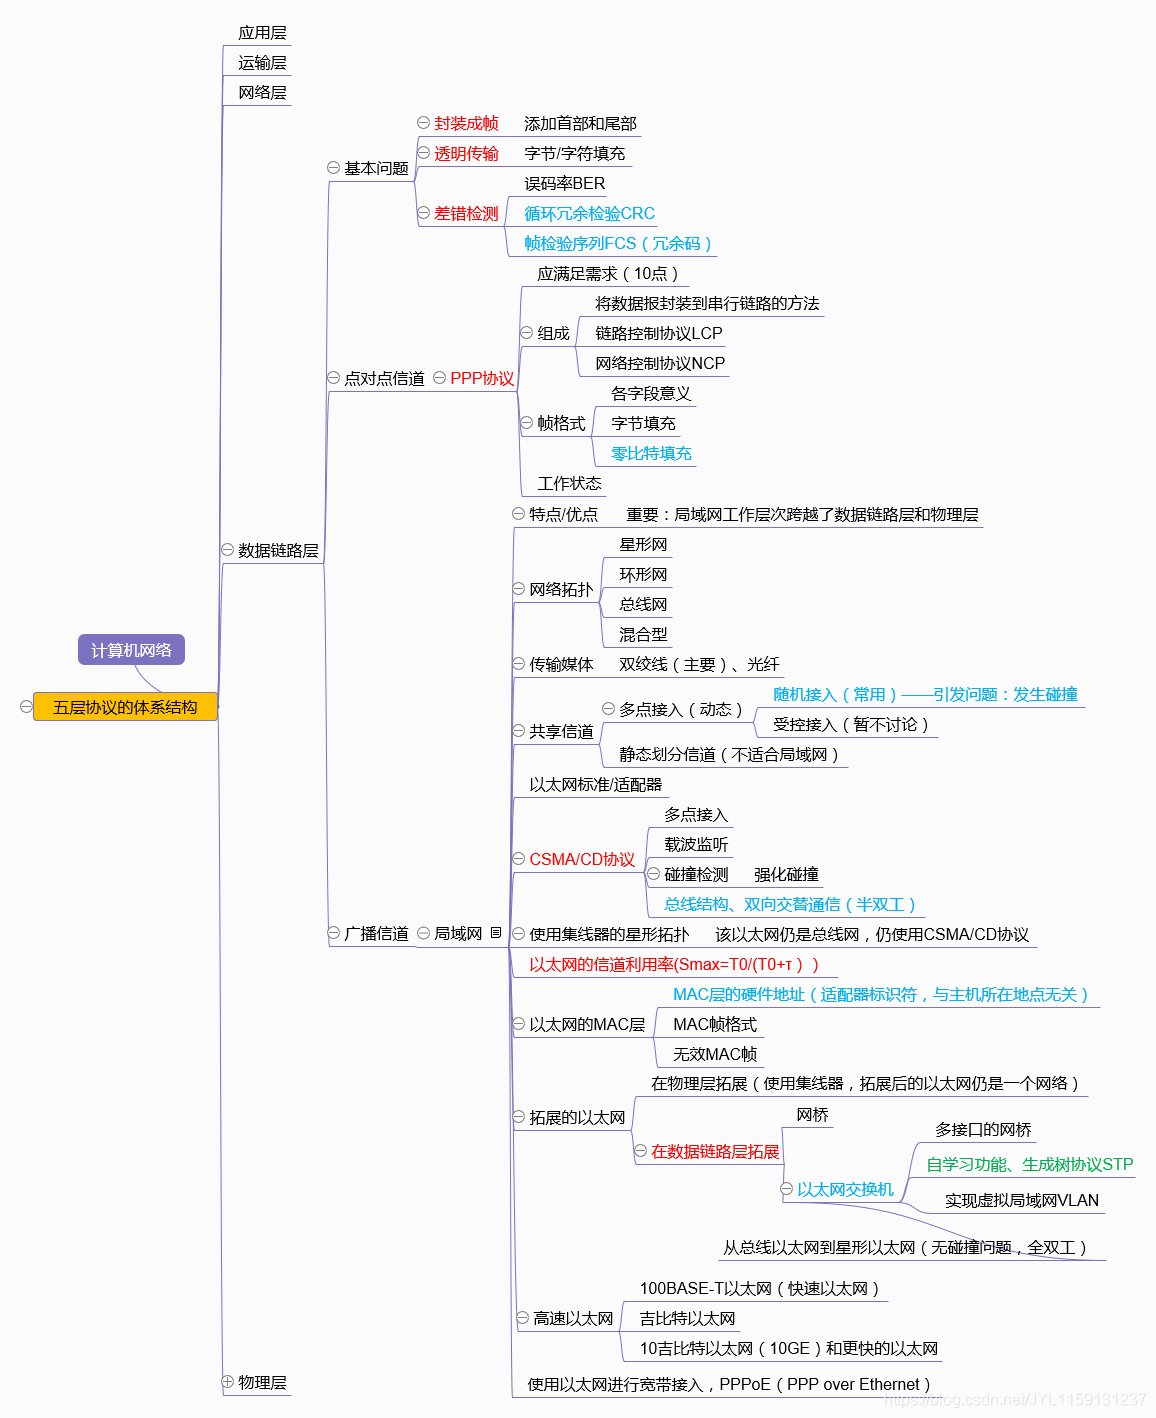 应用层
运输层
网络层
封装成帧 添加首部和尾部
透明传输 字节/字符填充
基本问题
误码率BER
差错检测 循环冗余检验CRC
帧检验序列FCS（冗余码）
应满足需求（10点）
将数据报封装到串行链路的方法
组成 链路控制协议LCP
网络控制协议NCP
点对点信道 PPP协议
各字段意义
帧格式 字节填充
零比特填充
工作状态
特点/优点 重要：局域网工作层次跨越了数据链路层和物理层
数据链路层
星形网
环形网
网络拓扑
总线网
混合型
计算机网络
传输媒体 双绞线（主要）、光纤
随机接入（常用）——引发问题：发生碰撞
五层协议的体系结构
多点接入（动态）
受控接入（暂不讨论）
共享信道
静态划分信道（不适合局域网）
以太网标准/适配器
多点接入
载波监听
CSMA/CD协议
碰撞检测 强化碰撞
总线结构、双向交替通信（半双工）
广播信道 局域网
使用集线器的星形拓扑 该以太网仍是总线网，仍使用CSMA/CD协议
以太网的信道利用率(Smax=T0/(T0+τ））
MAC层的硬件地址（适配器标识符，与主机所在地点无关）
以太网的MAC层 MAC帧格式
无效MAC帧
在物理层拓展（使用集线器，拓展后的以太网仍是一个网络）
拓展的以太网
网桥
多接口的网桥
在数据链路层拓展
自学习功能、生成树协议STP
以太网交换机
实现虚拟局域网VLAN
从总线以太网到星形以太网（无碰撞问题，全双工）
100BASE-T以太网（快速以太网）
高速以太网 吉比特以太网
10吉比特以太网（10GE）和更快的以太网
物理层
使用以太网进行宽带接入，PPPoE（PPP over Ethernet）
https://blog.csdn.net/JYL1159131237